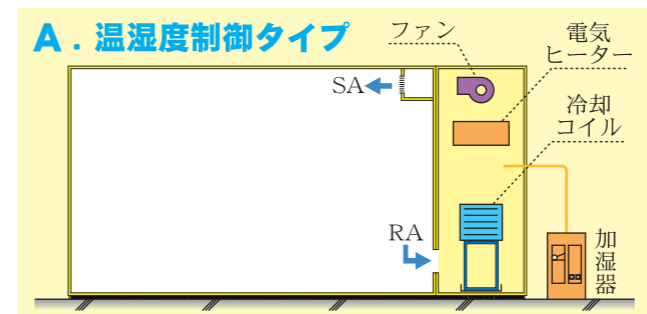 A．温湿度制御タイプ
ファン
電気
ヒーター
SA
冷却
コイル
RA
加湿器